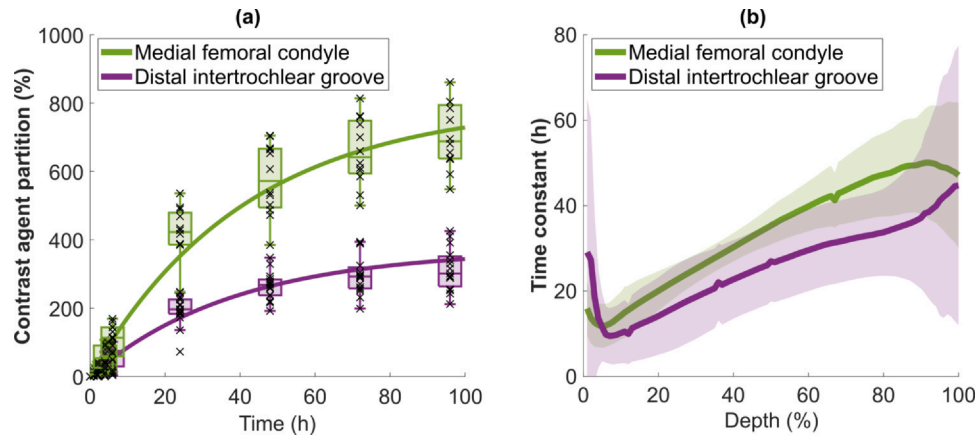 (a)
Contrast agent partition (%)
1000
800
600
400
200
0
Medial femoral condyle
Distal intertrochlear groove
0 20 40 60 80 100
Time (h)
(b)
Time constant (h)
80
60
40
20
0
Medial femoral condyle
Distal intertrochlear groove
0 20 40 60 80 100
Depth (%)